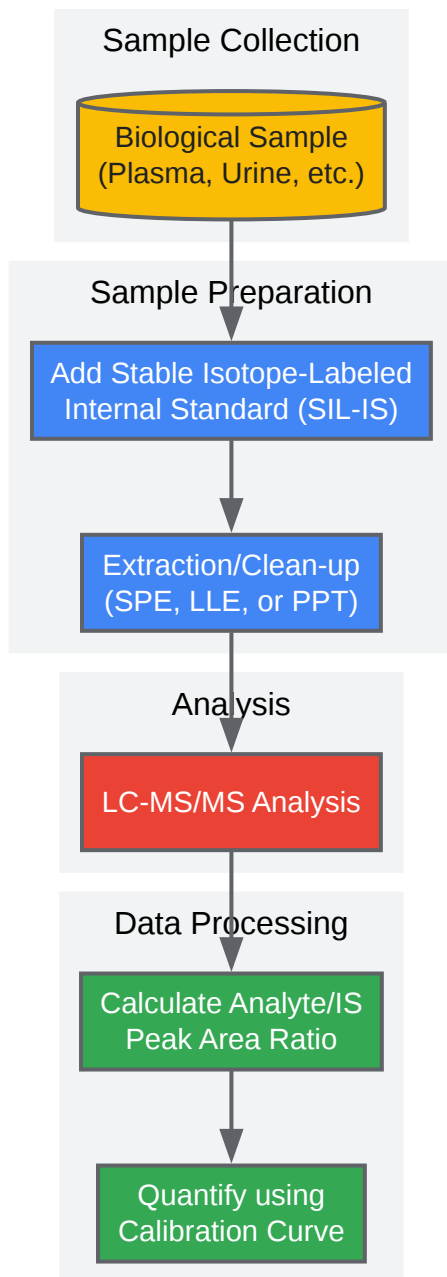 Sample Collection
Biological Sample
(Plasma, Urine, etc.)
Sample Preparation
Add Stable Isotope-Labeled
Internal Standard (SIL-IS)
Extraction/Clean-up
(SPE, LLE, or PPT)
Analysis
LC-MS/MS Analysis
Data Processing
Calculate Analyte/IS
Peak Area Ratio
Quantify using
Calibration Curve